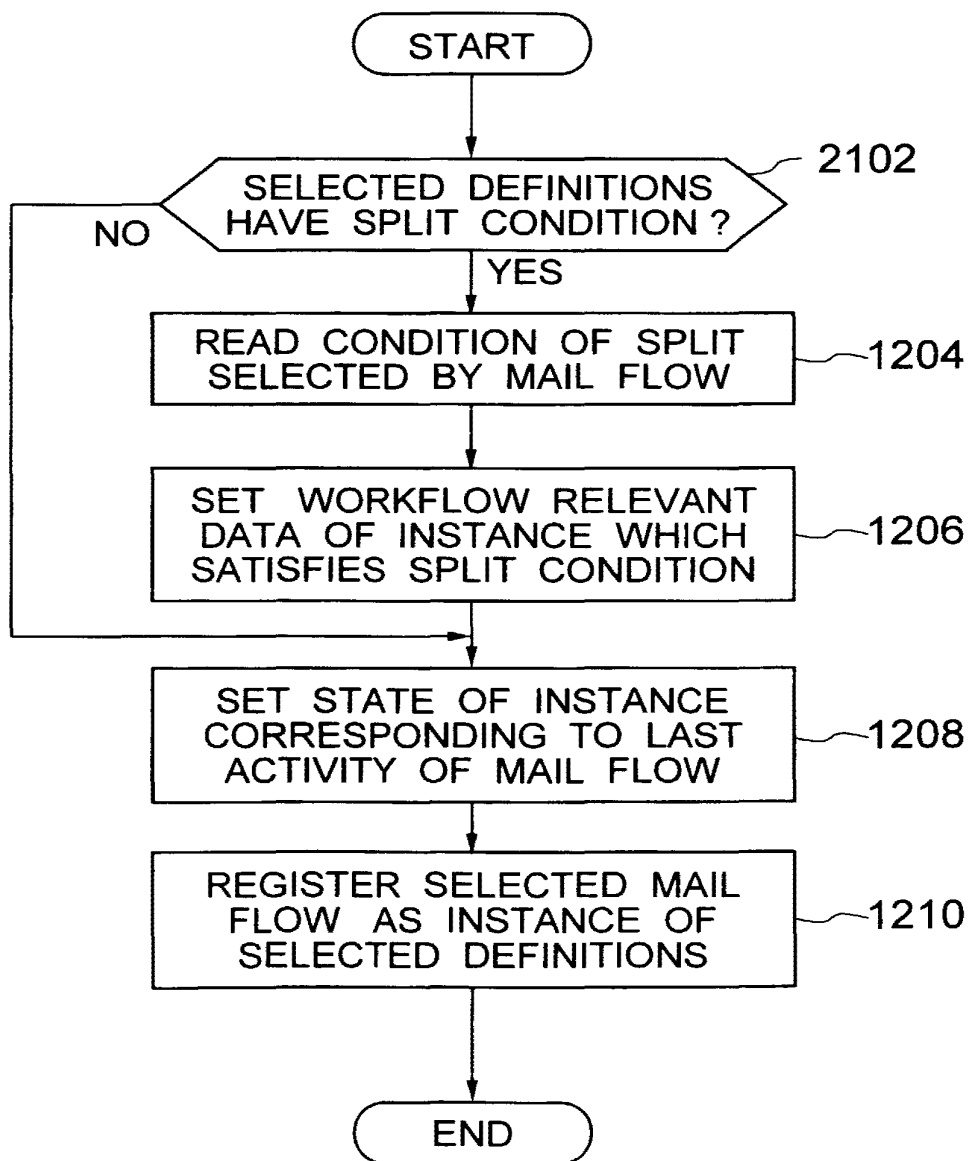 START
2102
SELECTED DEFINITIONS
HAVE SPLIT CONDITION ?
NO
YES
READ CONDITION OF SPLIT
SELECTED BY MAIL FLOW
1204
SET WORKFLOW RELEVANT
DATA OF INSTANCE WHICH
SATISFIES SPLIT CONDITION
1206
SET STATE OF INSTANCE
CORRESPONDING TO LAST
ACTIVITY OF MAIL FLOW
1208
REGISTER SELECTED MAIL
FLOW AS INSTANCE OF
SELECTED DEFINITIONS
1210
END